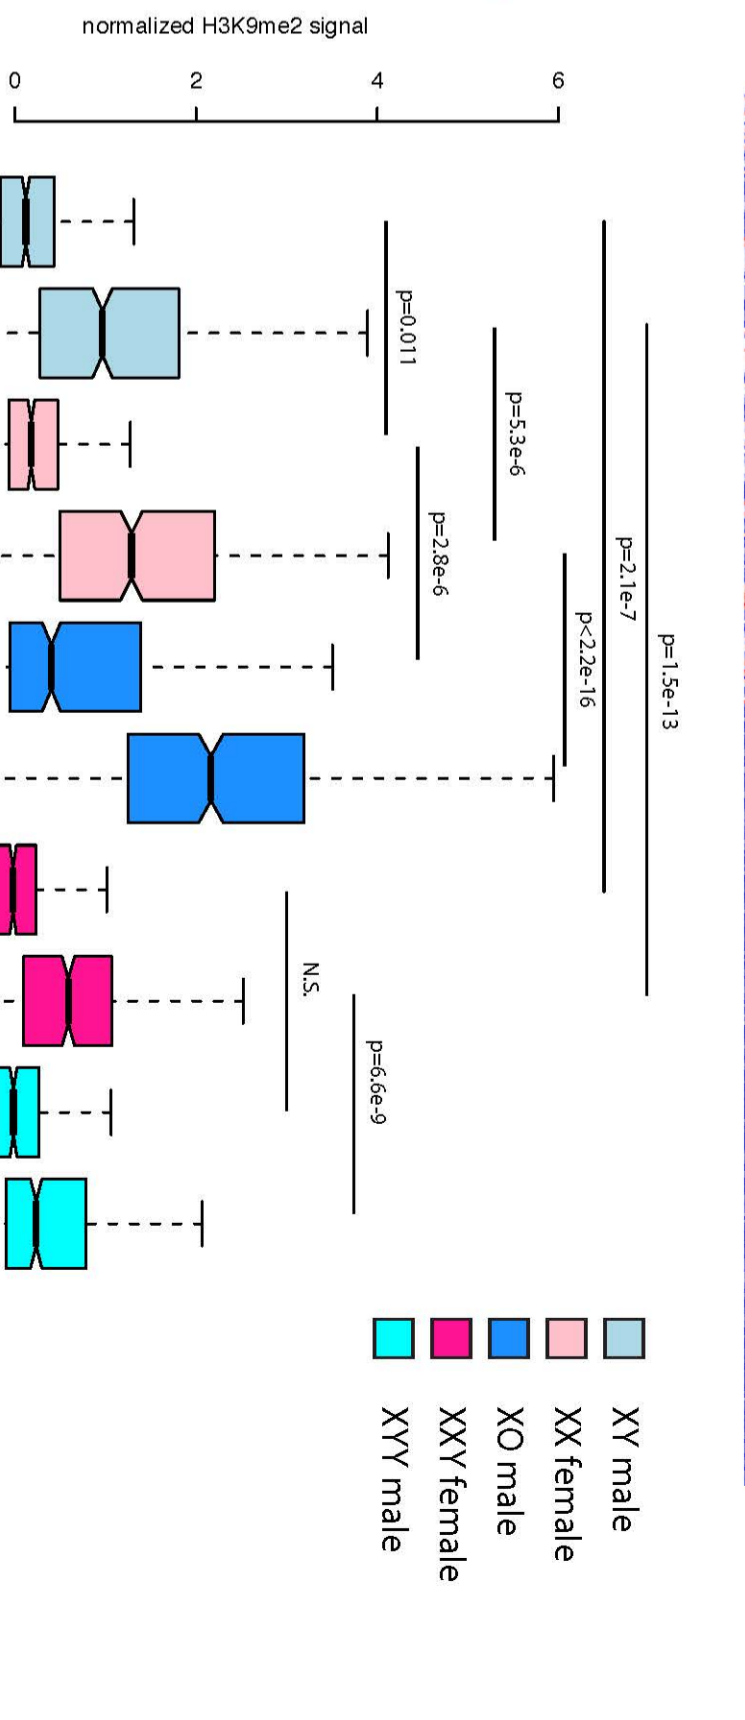 normalized H3K9me2 signal
0 2 4 6
p=1.5e-13
p=2.1e-7
p<2.2e-16
p=5.3e-6
p=2.8e-6
p=0.011
p=6.6e-9
N.S.
XY male
XX female
XO male
XXY female
XYY male